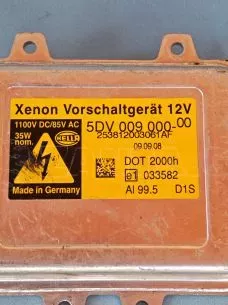 Xenon Vorschaltgerät 12V
1100V DC/85V AC
5DV 009 000-00
35W
nom.
HELLA
253812003061AF
09.09.08
DOT 2000h
e1 033582
Made in Germany
AI 99.5 D1S